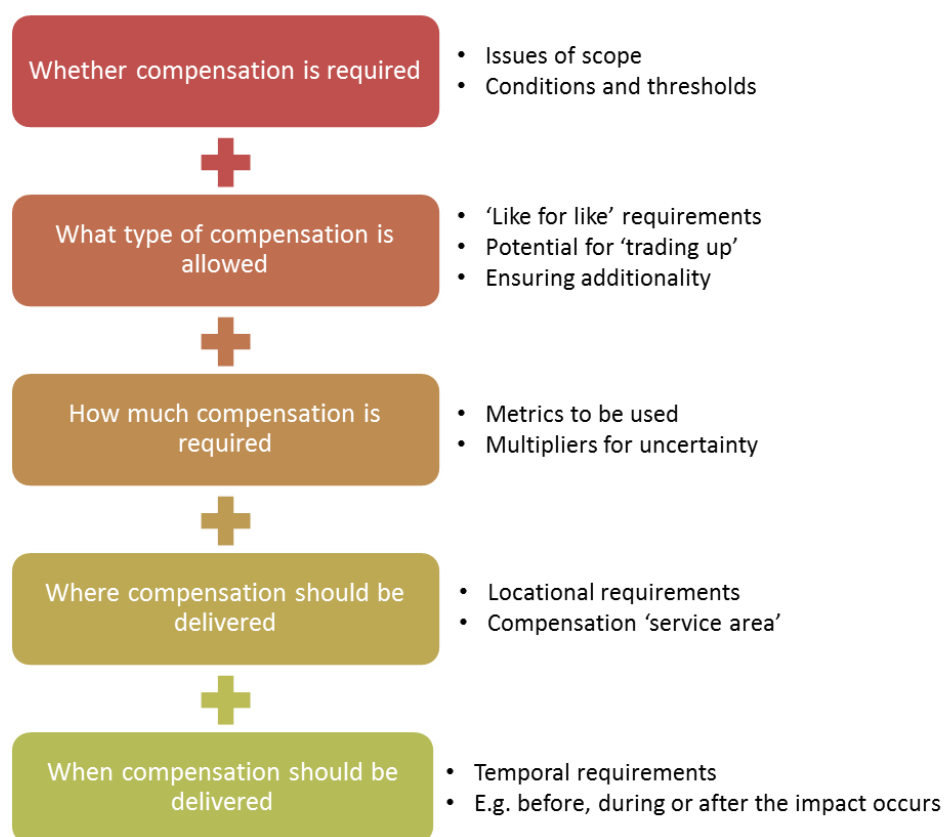 Whether compensation is required
• Issues of scope
• Conditions and thresholds
What type of compensation is
allowed
• ‘Like for like’ requirements
• Potential for ‘trading up’
• Ensuring additionality
How much compensation is
required
• Metrics to be used
• Multipliers for uncertainty
Where compensation should be
delivered
• Locational requirements
• Compensation ‘service area’
When compensation should be
delivered
• Temporal requirements
• E.g. before, during or after the impact occurs